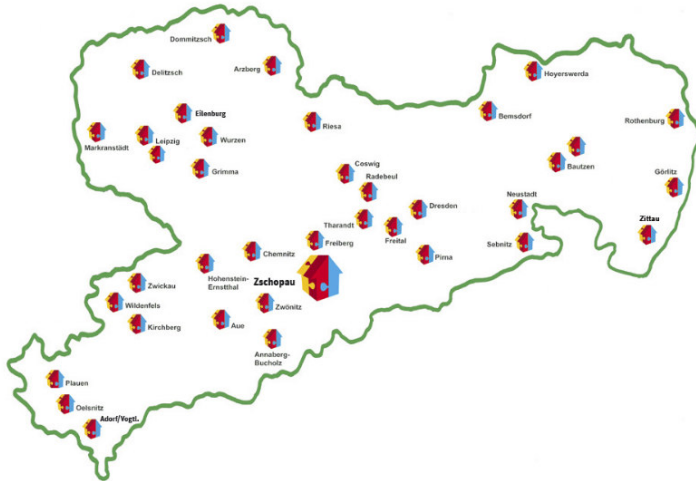 Dommitzsch
Delitzsch
Arzberg
Hoyerswerda
Eilenburg
Bernsdorf
Rothenburg
Riesa
Markranstädt
Leipzig
Wurzen
Bautzen
Grimma
Coswig
Radebeul
Görlitz
Neustadt
Dresden
Zittau
Tharandt
Freital
Freiberg
Sebnitz
Chemnitz
Pirna
Hohenstein-
Ernstthal
Zschopau
Zwickau
Wildenfels
Zwönitz
Kirchberg
Aue
Annaberg-
Bucholz
Plauen
Oelsnitz
Adorf/Vogtl.